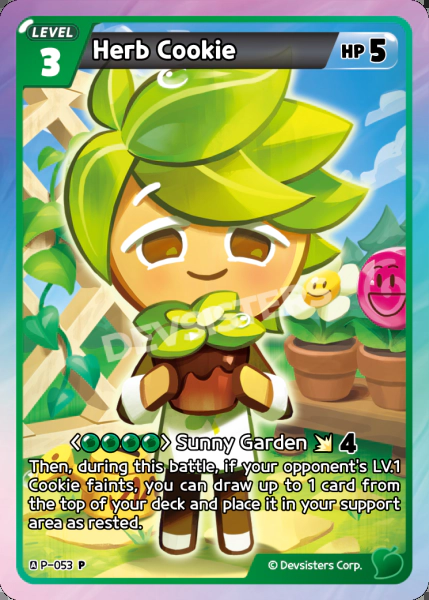 LEVEL
3
Herb Cookie
HP 5
DEVSISTERS
Sunny Garden 4
Then, during this battle, if your opponent's LV.1
Cookie faints, you can draw up to 1 card from
the top of your deck and place it in your support
area as rested.
A P-053 P
© Devsisters Corp.